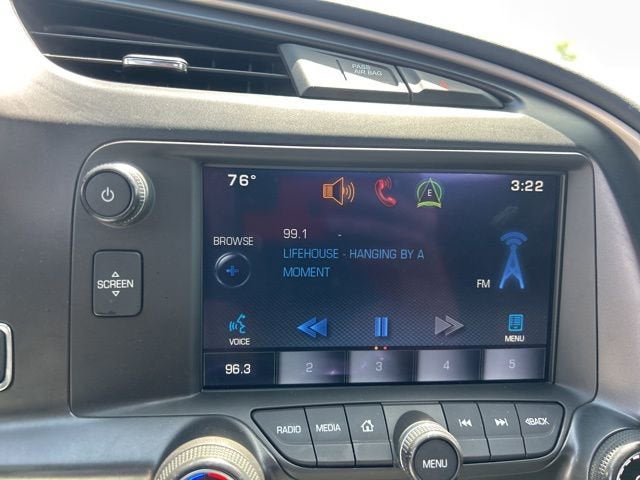 PASS
AIR BAG
76°
E
3:22
99.1 -
BROWSE
LIFEHOUSE - HANGING BY A
MOMENT
SCREEN
FM
VOICE
MENU
96.3 2 3 4 5
RADIO MEDIA BACK
MENU